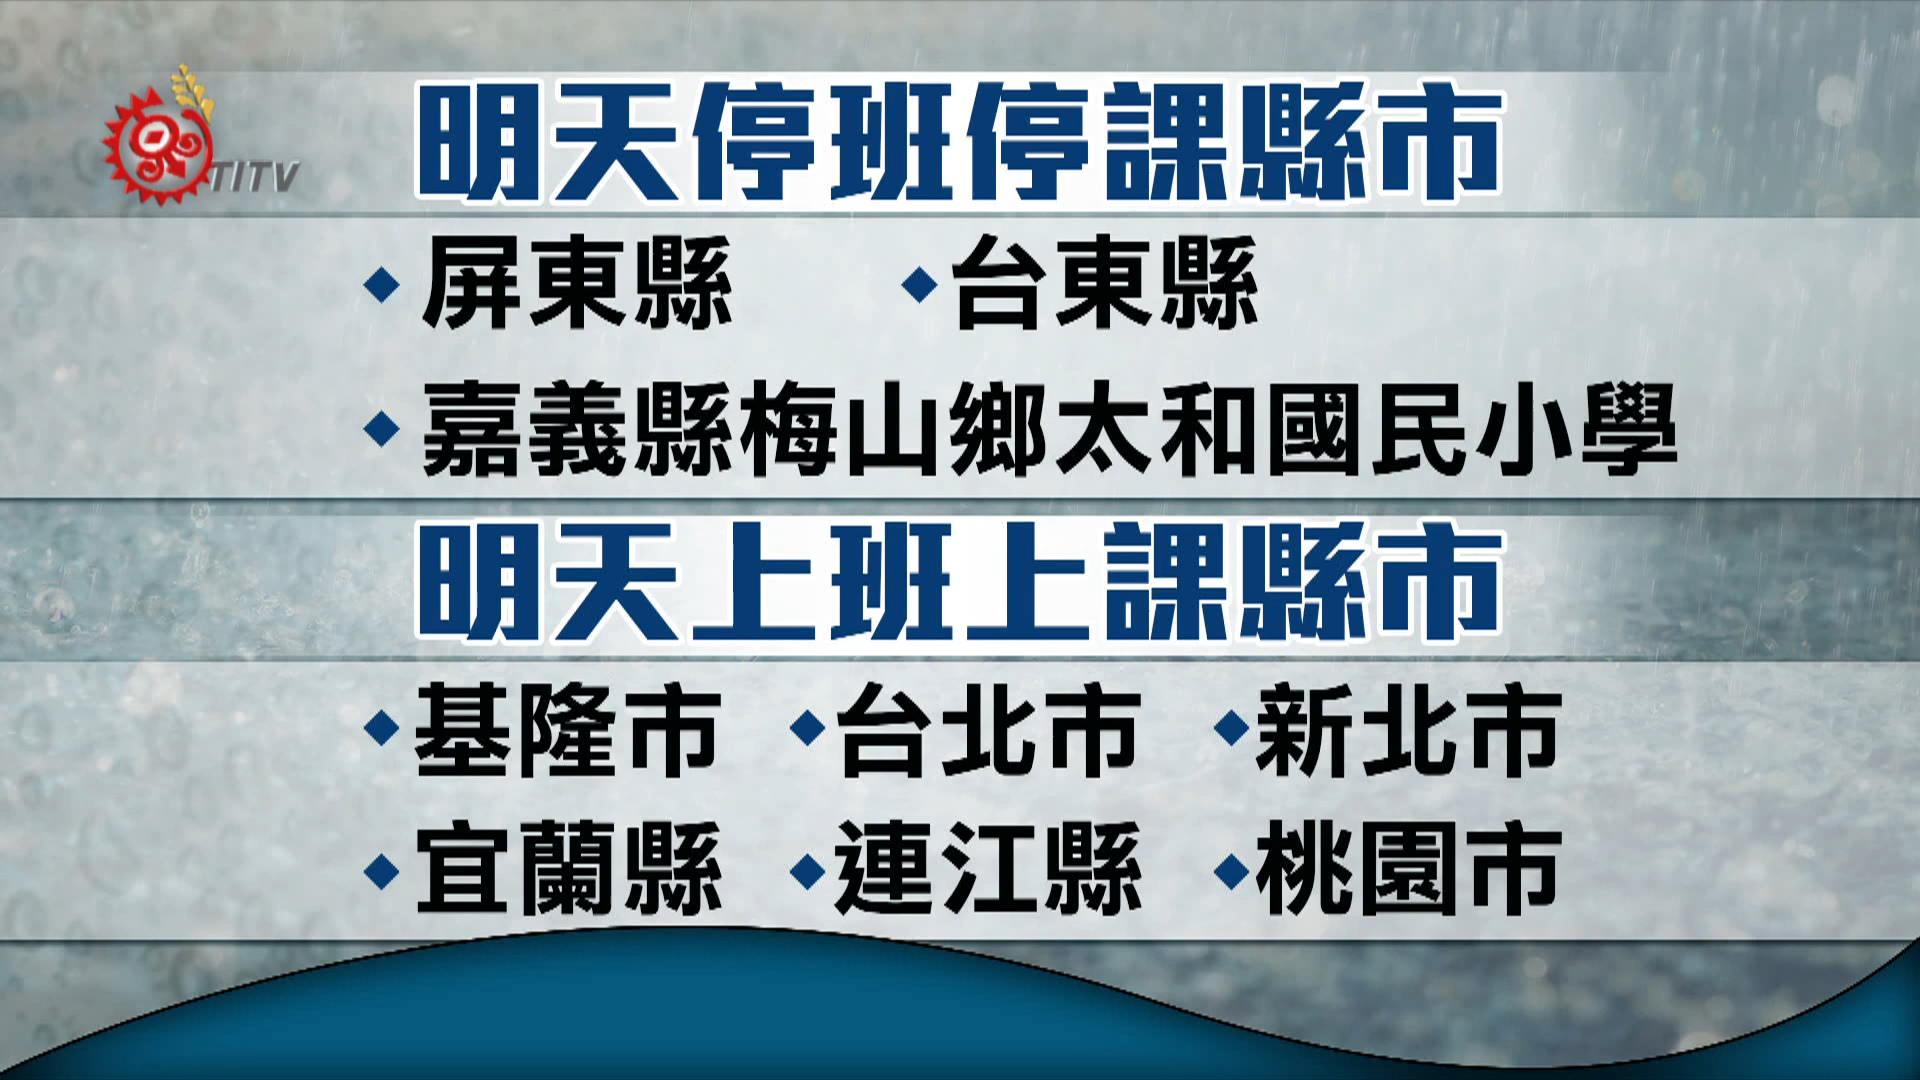 TITV
明天停班停課縣市
屏東縣 台東縣
嘉義縣梅山鄉太和國民小學
明天上班上課縣市
基隆市 台北市 新北市
宜蘭縣 連江縣 桃園市